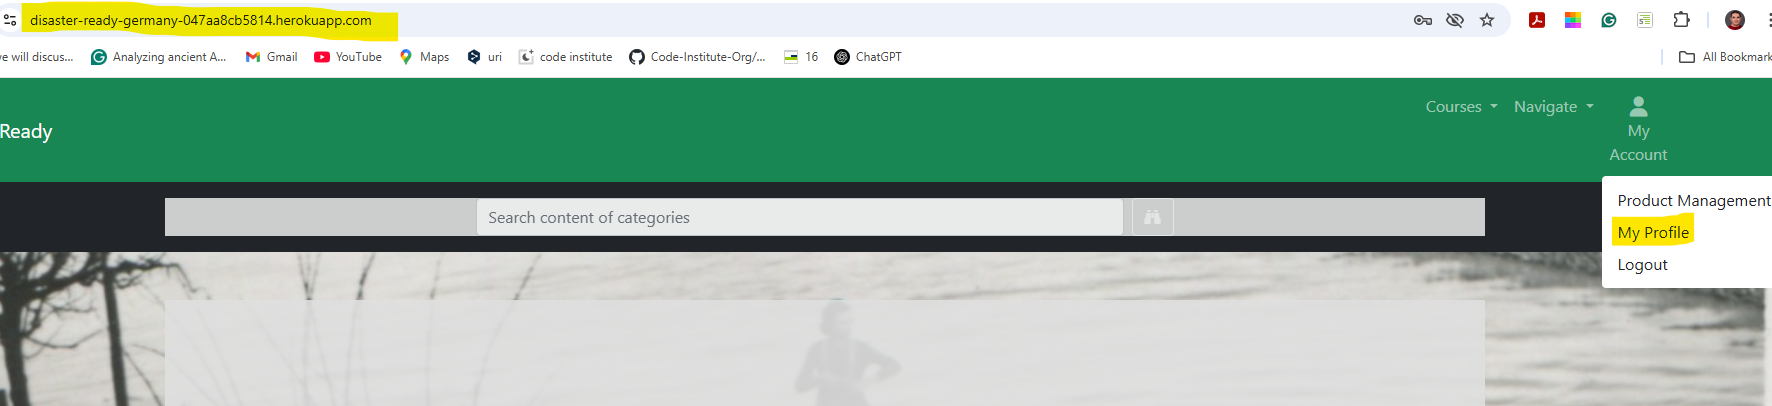 disaster-ready-germany-047aa8cb5814.herokuapp.com
we will discus... Analyzing ancient A... Gmail YouTube Maps uri code institute Code-Institute-Org/... 16 ChatGPT All Bookmark
Ready
Courses Navigate
My
Account
Search content of categories
Product Management
My Profile
Logout